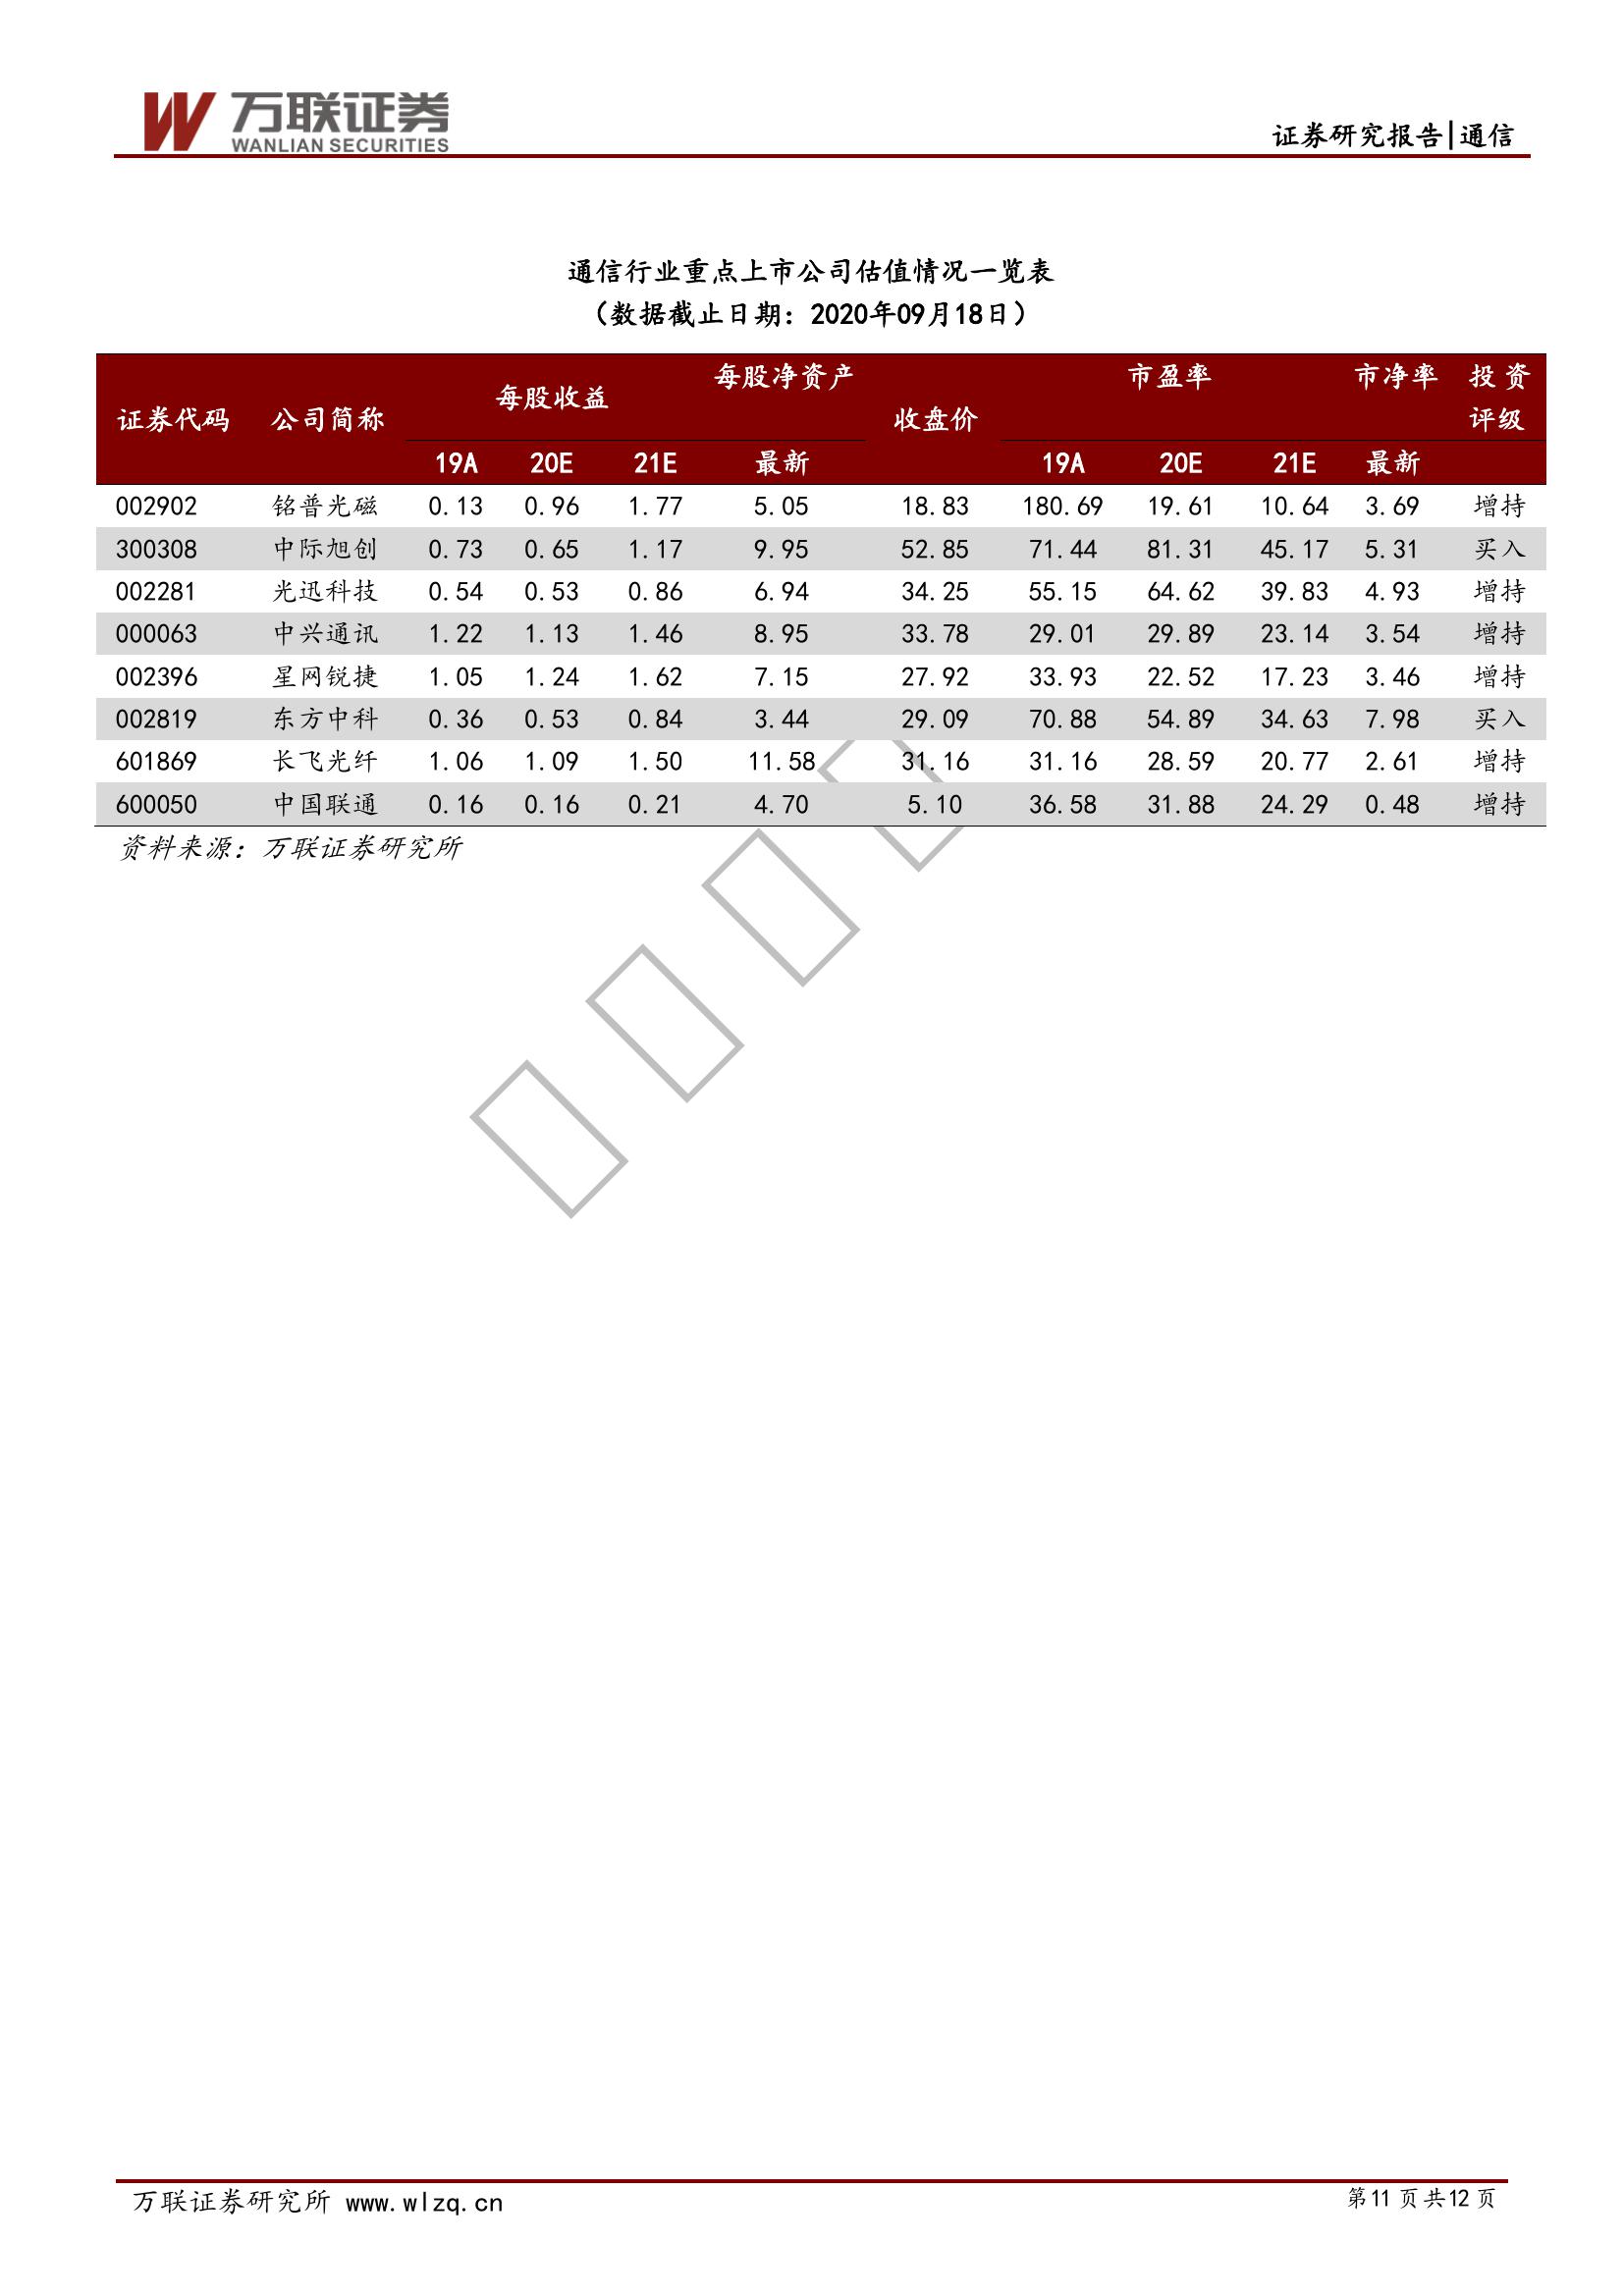 万联证券
WANLIAN SECURITIES
证券研究报告|通信
通信行业重点上市公司估值情况一览表
（数据截止日期：2020年09月18日）
证券代码 公司简称 每股收益 每股净资产 收盘价 市盈率 市净率 投资评级
19A 20E 21E 最新 19A 20E 21E 最新
002902 铭普光磁 0.13 0.96 1.77 5.05 18.83 180.69 19.61 10.64 3.69 增持
300308 中际旭创 0.73 0.65 1.17 9.95 52.85 71.44 81.31 45.17 5.31 买入
002281 光迅科技 0.54 0.53 0.86 6.94 34.25 55.15 64.62 39.83 4.93 增持
000063 中兴通讯 1.22 1.13 1.46 8.95 33.78 29.01 29.89 23.14 3.54 增持
002396 星网锐捷 1.05 1.24 1.62 7.15 27.92 33.93 22.52 17.23 3.46 增持
002819 东方中科 0.36 0.53 0.84 3.44 29.09 70.88 54.89 34.63 7.98 买入
601869 长飞光纤 1.06 1.09 1.50 11.58 31.16 31.16 28.59 20.77 2.61 增持
600050 中国联通 0.16 0.16 0.21 4.70 5.10 36.58 31.88 24.29 0.48 增持
资料来源：万联证券研究所
万联证券研究所 www.wlzq.cn
第11页共12页